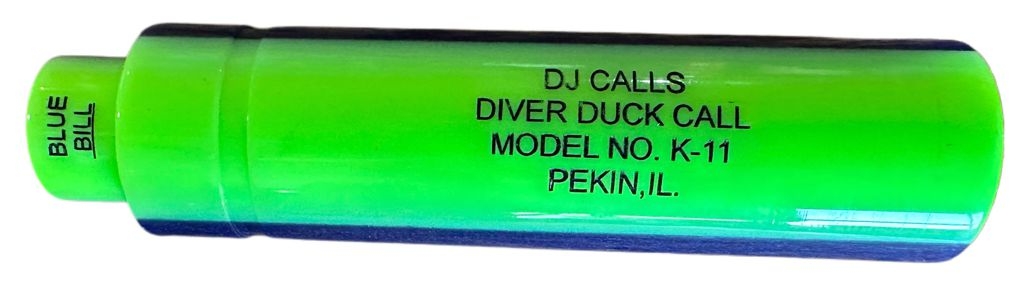 BLUE
BILL
DJ CALLS
DIVER DUCK CALL
MODEL NO. K-11
PEKIN,IL.